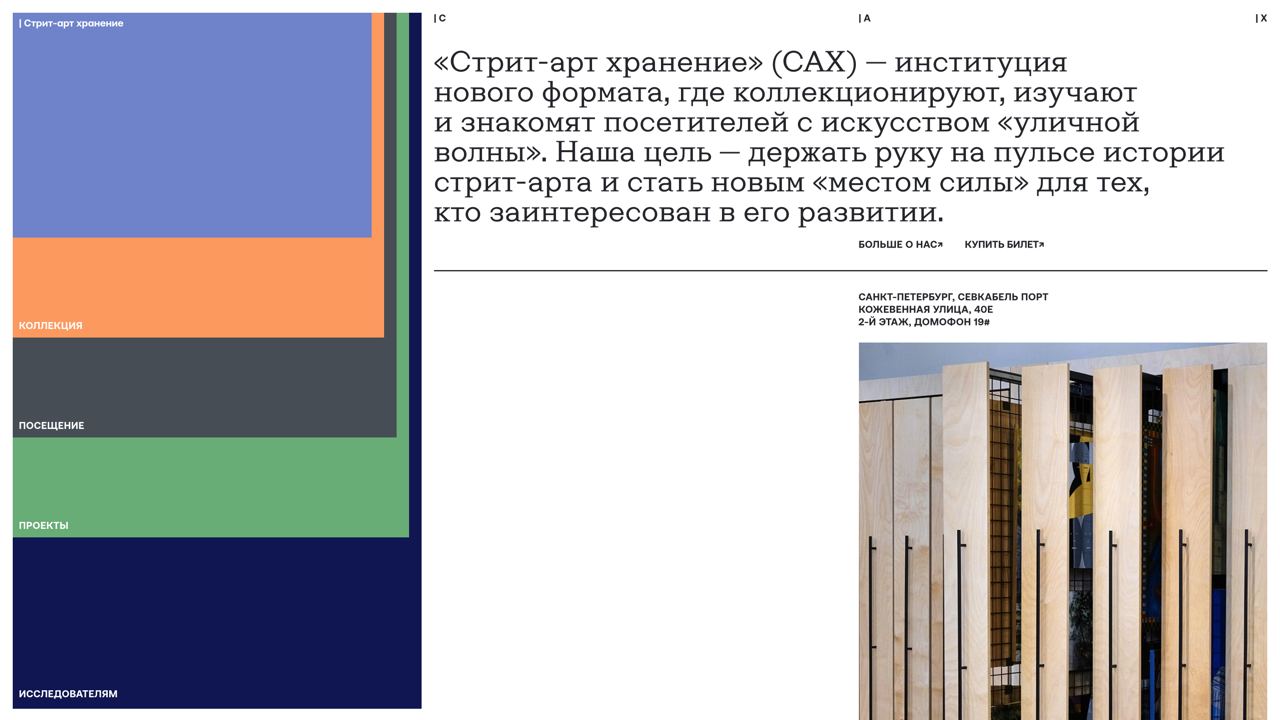 | Стрит-арт хранение
КОЛЛЕКЦИЯ
ПОСЕЩЕНИЕ
ПРОЕКТЫ
ИССЛЕДОВАТЕЛЯМ
| С
| А
| Х
«Стрит-арт хранение» (САХ) — институция
нового формата, где коллекционируют, изучают
и знакомят посетителей с искусством «уличной
волны». Наша цель — держать руку на пульсе истории
стрит-арта и стать новым «местом силы» для тех,
кто заинтересован в его развитии.
БОЛЬШЕ О НАС↗
КУПИТЬ БИЛЕТ↗
САНКТ-ПЕТЕРБУРГ, СЕВКАБЕЛЬ ПОРТ
КОЖЕВЕННАЯ УЛИЦА, 40Е
2-Й ЭТАЖ, ДОМОФОН 19#